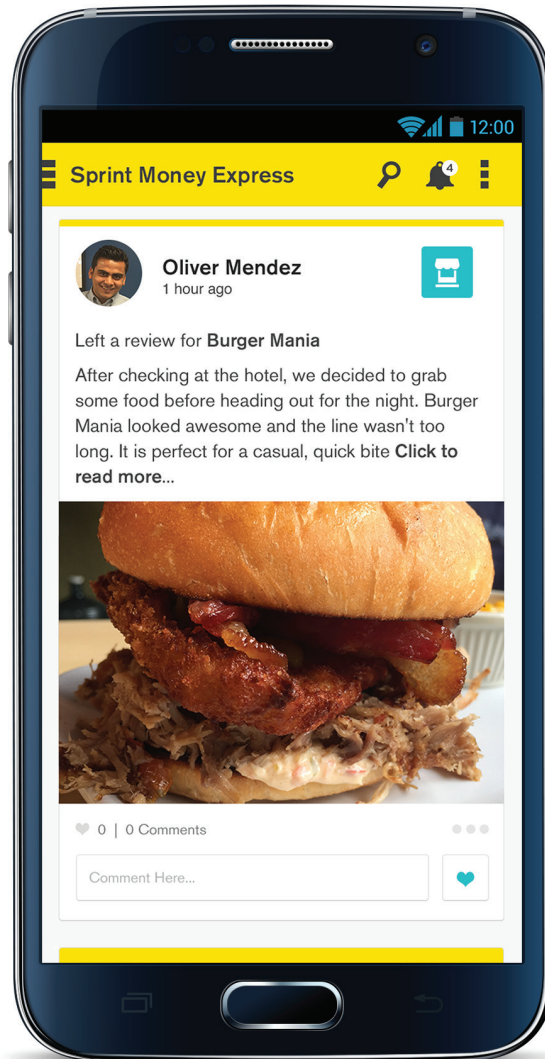 12:00
Sprint Money Express
4
Oliver Mendez
1 hour ago
Left a review for Burger Mania
After checking at the hotel, we decided to grab
some food before heading out for the night. Burger
Mania looked awesome and the line wasn't too
long. It is perfect for a casual, quick bite Click to
read more...
0 | 0 Comments
Comment Here...